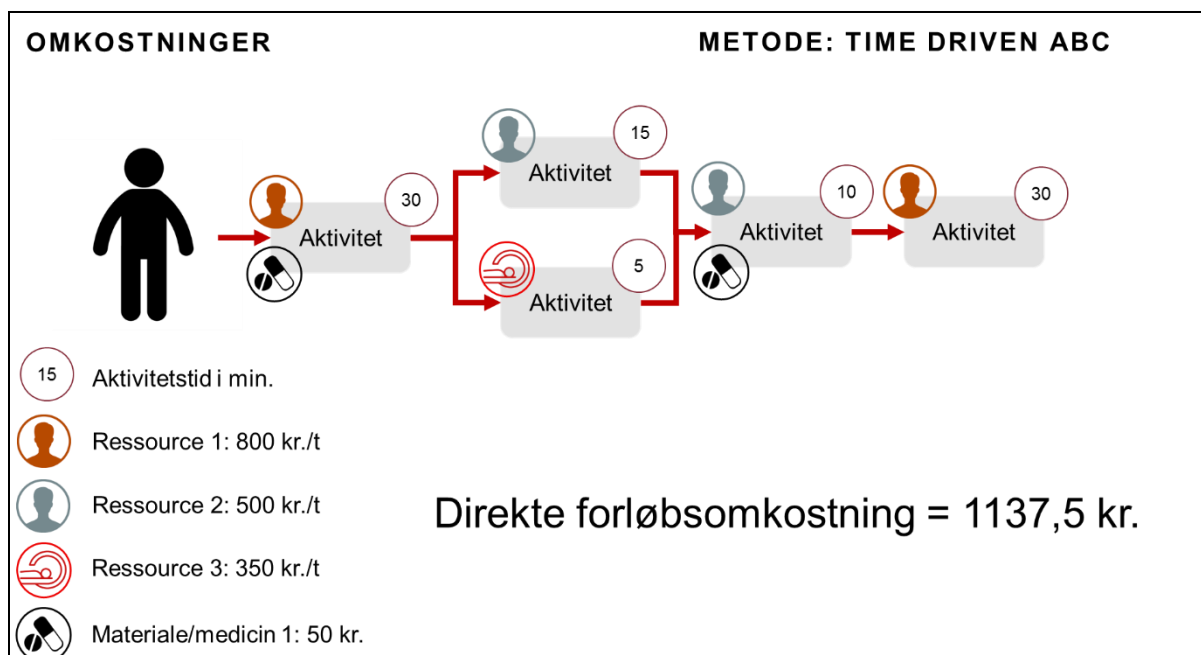 OMKOSTNINGER
METODE: TIME DRIVEN ABC
15
Aktivitet
30
Aktivitet
5
Aktivitet
10
Aktivitet
30
Aktivitet
15 Aktivitetstid i min.
Ressource 1: 800 kr./t
Ressource 2: 500 kr./t
Direkte forløbsomkostning = 1137,5 kr.
Ressource 3: 350 kr./t
Materiale/medicin 1: 50 kr.